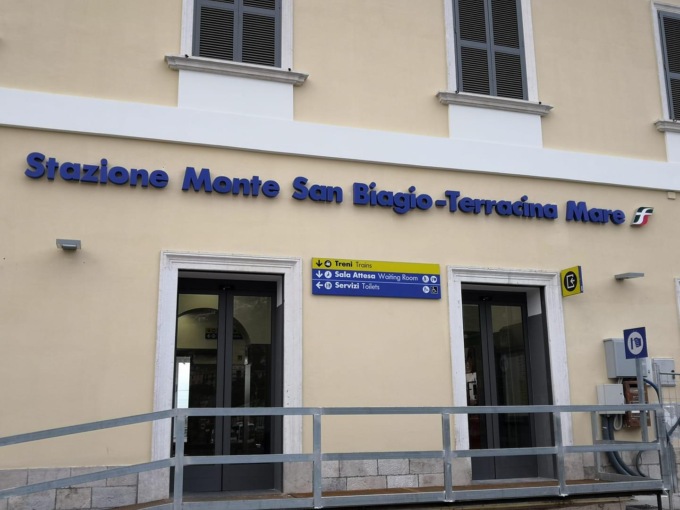 Stazione Monte San Biagio-Terracina Mare
Treni Trains
Sala Attesa Waiting Room
Servizi Toilets